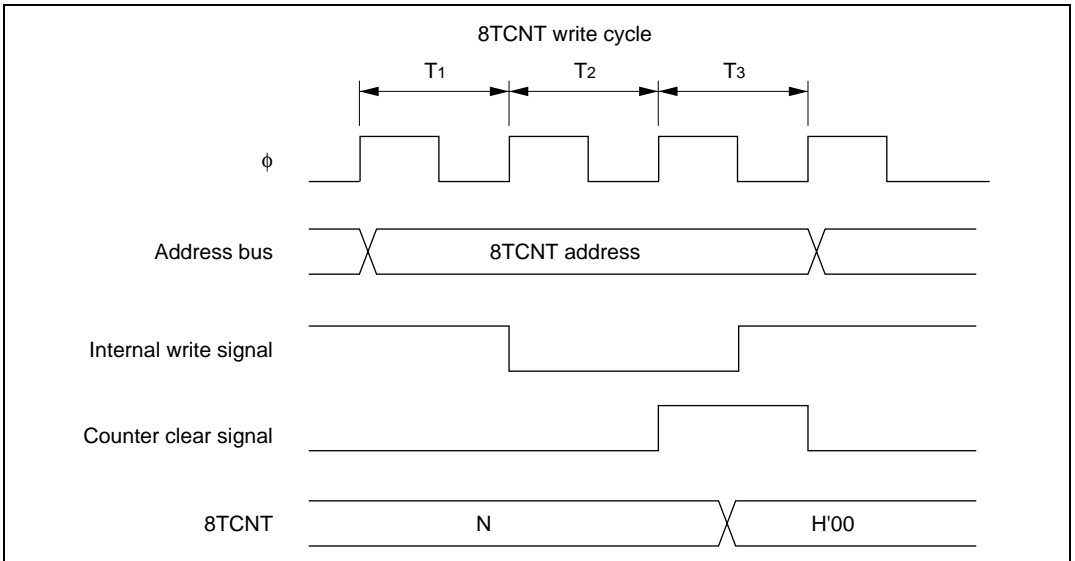 8TCNT write cycle
T1 T2 T3
φ
Address bus
8TCNT address
Internal write signal
Counter clear signal
8TCNT
N
H'00